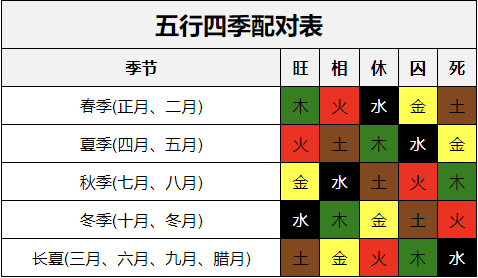 五行四季配对表
季节 旺 相 休 囚 死
春季(正月、二月) 木 火 水 金 土
夏季(四月、五月) 火 土 木 水 金
秋季(七月、八月) 金 水 土 火 木
冬季(十月、冬月) 水 木 金 土 火
长夏(三月、六月、九月、腊月) 土 金 火 木 水